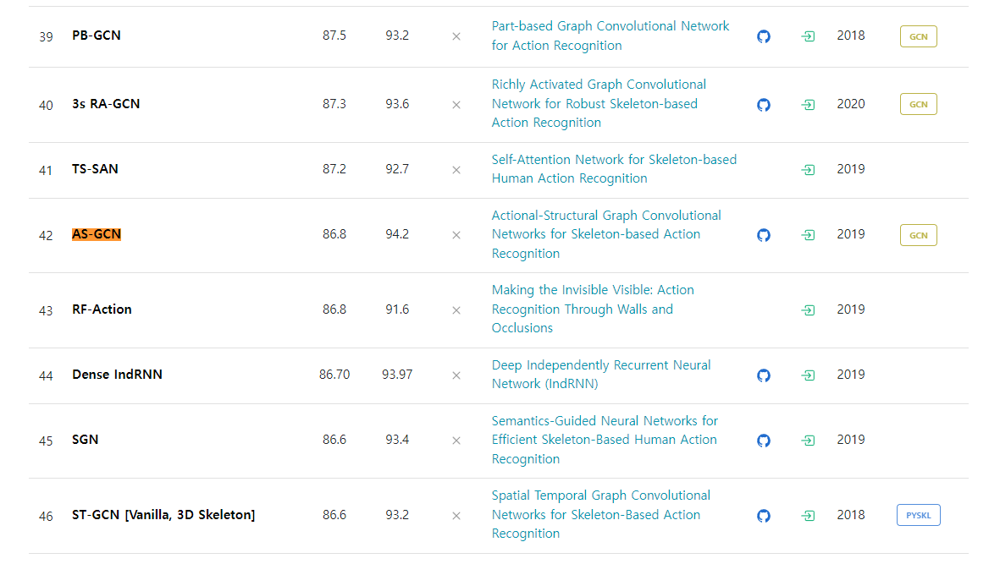 39 PB-GCN 87.5 93.2 × Part-based Graph Convolutional Network for Action Recognition 2018 GCN
40 3s RA-GCN 87.3 93.6 × Richly Activated Graph Convolutional Network for Robust Skeleton-based Action Recognition 2020 GCN
41 TS-SAN 87.2 92.7 × Self-Attention Network for Skeleton-based Human Action Recognition 2019
42 AS-GCN 86.8 94.2 × Actional-Structural Graph Convolutional Networks for Skeleton-based Action Recognition 2019 GCN
43 RF-Action 86.8 91.6 × Making the Invisible Visible: Action Recognition Through Walls and Occlusions 2019
44 Dense IndRNN 86.70 93.97 × Deep Independently Recurrent Neural Network (IndRNN) 2019
45 SGN 86.6 93.4 × Semantics-Guided Neural Networks for Efficient Skeleton-Based Human Action Recognition 2019
46 ST-GCN [Vanilla, 3D Skeleton] 86.6 93.2 × Spatial Temporal Graph Convolutional Networks for Skeleton-Based Action Recognition 2018 PYSKL